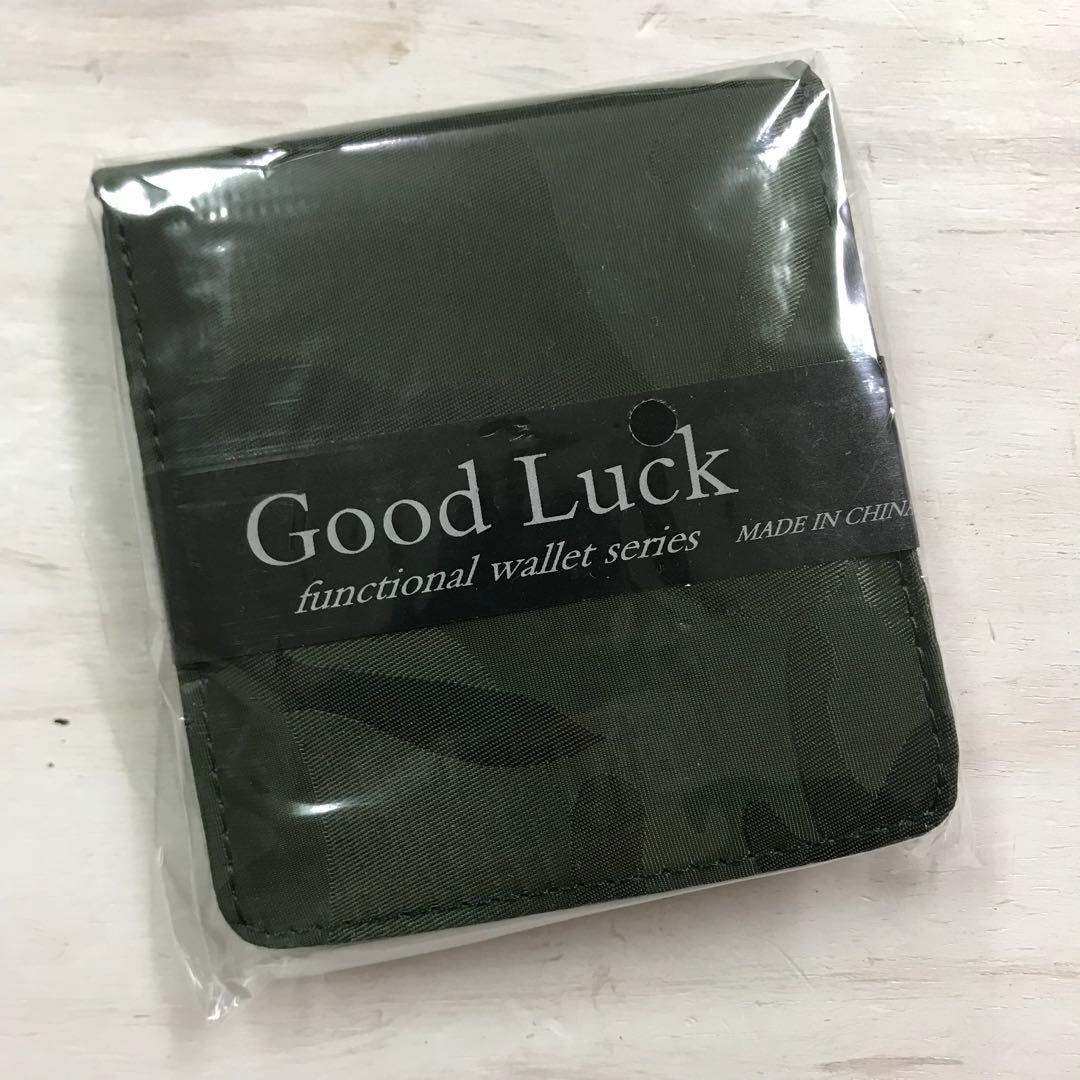 Good Luck
functional wallet series
MADE IN CHINA